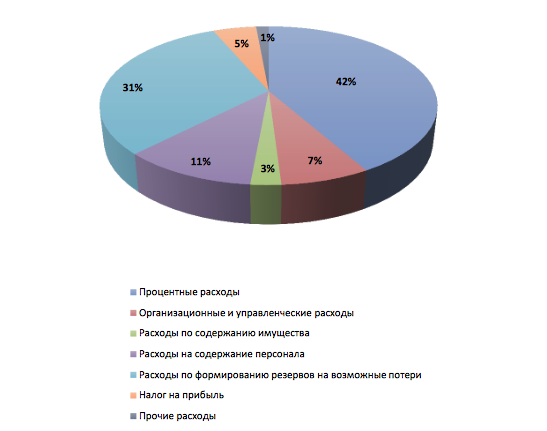 1%
5%
42%
31%
11%
3%
7%
Процентные расходы
Организационные и управленческие расходы
Расходы по содержанию имущества
Расходы на содержание персонала
Расходы по формированию резервов на возможные потери
Налог на прибыль
Прочие расходы